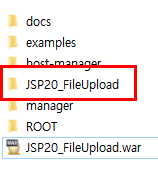 docs
examples
host-manager
JSP20_FileUpload
manager
ROOT
JSP20_FileUpload.war